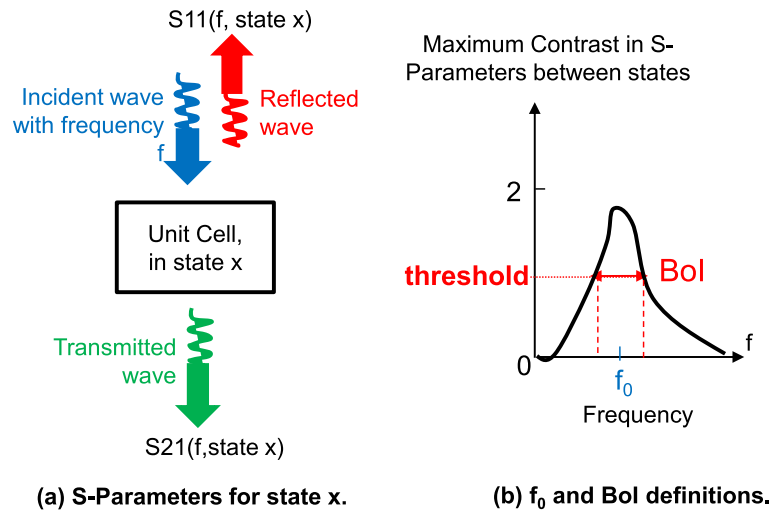 S11(f, state x)
Incident wave
with frequency
f
Reflected
wave
Unit Cell,
in state x
Transmitted
wave
S21(f,state x)
(a) S-Parameters for state x.
Maximum Contrast in S-
Parameters between states
2
threshold
BoI
f
0
f₀
Frequency
(b) f₀ and BoI definitions.